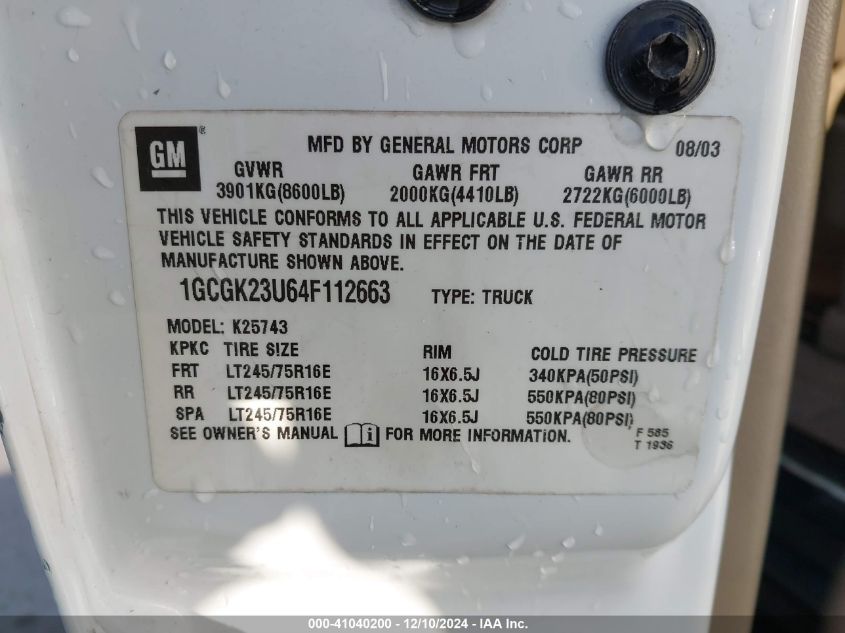 GM ® MFD BY GENERAL MOTORS CORP 08/03
GVWR GAWR FRT GAWR RR
3901KG(8600LB) 2000KG(4410LB) 2722KG(6000LB)
THIS VEHICLE CONFORMS TO ALL APPLICABLE U.S. FEDERAL MOTOR
VEHICLE SAFETY STANDARDS IN EFFECT ON THE DATE OF
MANUFACTURE SHOWN ABOVE.
1GCGK23U64F112663 TYPE: TRUCK
MODEL: K25743
KPKC TIRE SIZE RIM COLD TIRE PRESSURE
FRT LT245/75R16E 16X6.5J 340KPA(50PSI)
RR LT245/75R16E 16X6.5J 550KPA(80PSI)
SPA LT245/75R16E 16X6.5J 550KPA(80PSI)
SEE OWNER'S MANUAL i FOR MORE INFORMATION.
F 585
T 1936
000-41040200 - 12/10/2024 - IAA Inc.